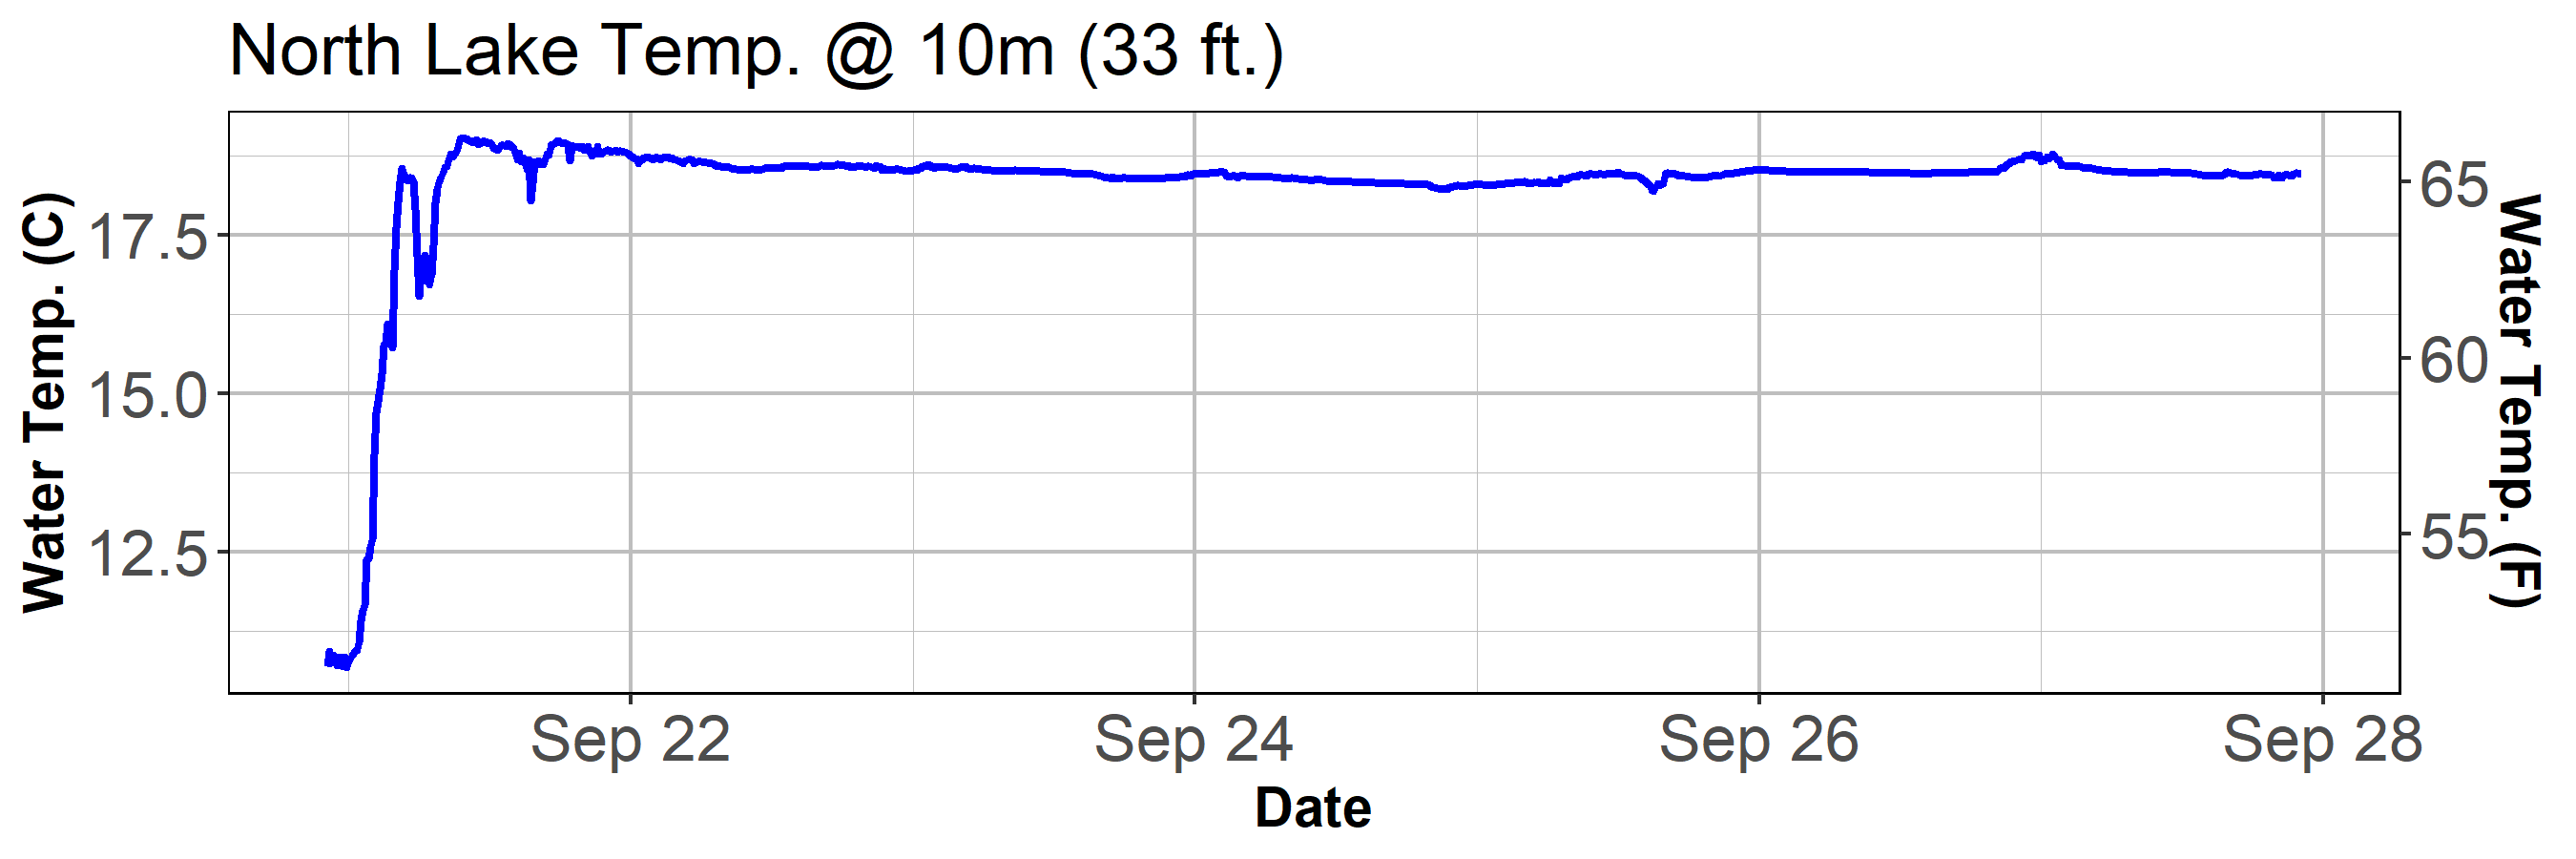 North Lake Temp. @ 10m (33 ft.)
Water Temp. (C)
17.5
15.0
12.5
65
60
55
Water Temp. (F)
Sep 22 Sep 24 Sep 26 Sep 28
Date